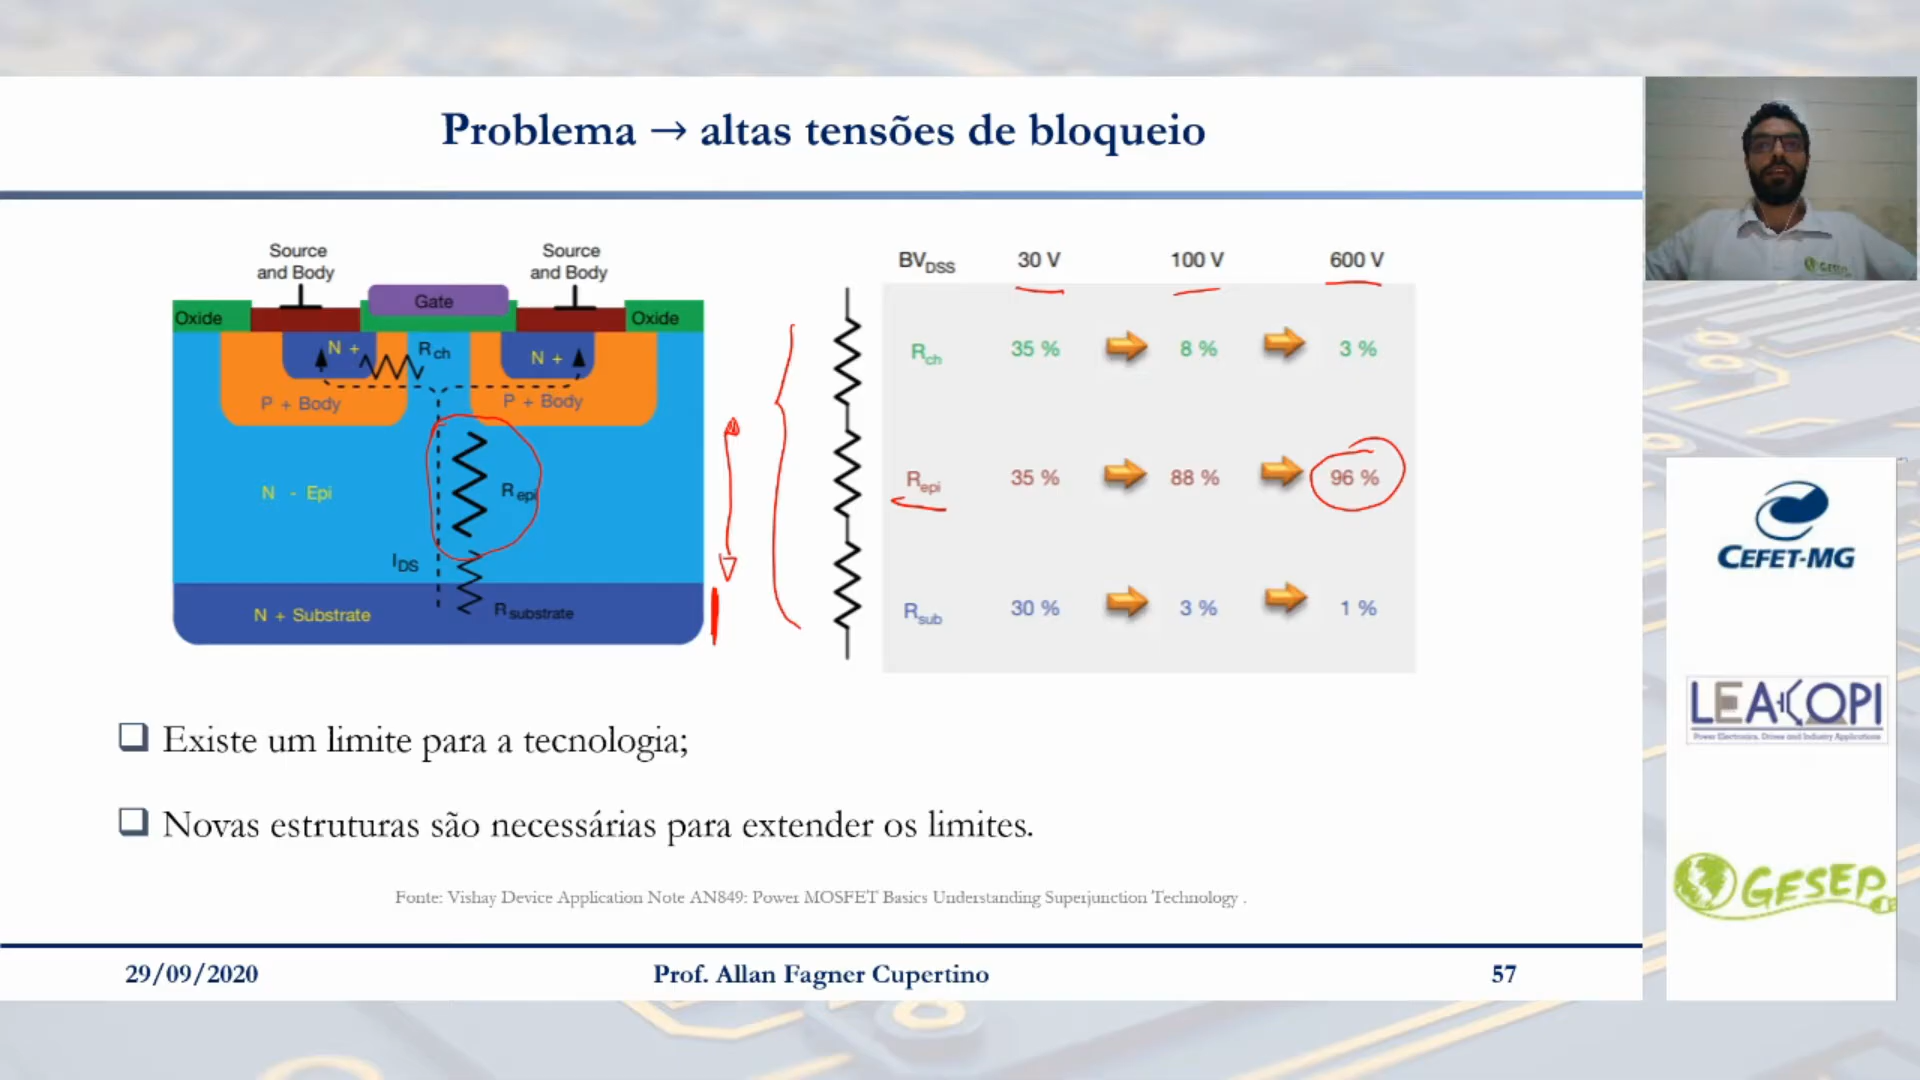 Problema → altas tensões de bloqueio
Source
and Body
Source
and Body
Gate
Oxide
Oxide
N +
R ch
N +
P + Body
P + Body
N - Epi
R epi
I DS
N + Substrate
R substrate
BV DSS 30 V 100 V 600 V
R ch 35 % 8 % 3 %
R epi 35 % 88 % 96 %
R sub 30 % 3 % 1 %
Existe um limite para a tecnologia;
Novas estruturas são necessárias para extender os limites.
Fonte: Vishay Device Application Note AN849: Power MOSFET Basics Understanding Superjunction Technology .
29/09/2020
Prof. Allan Fagner Cupertino
57
GESEP
CEFET-MG
LEACOPI
Power Electronics, Drives and Industry Applications
GESEP